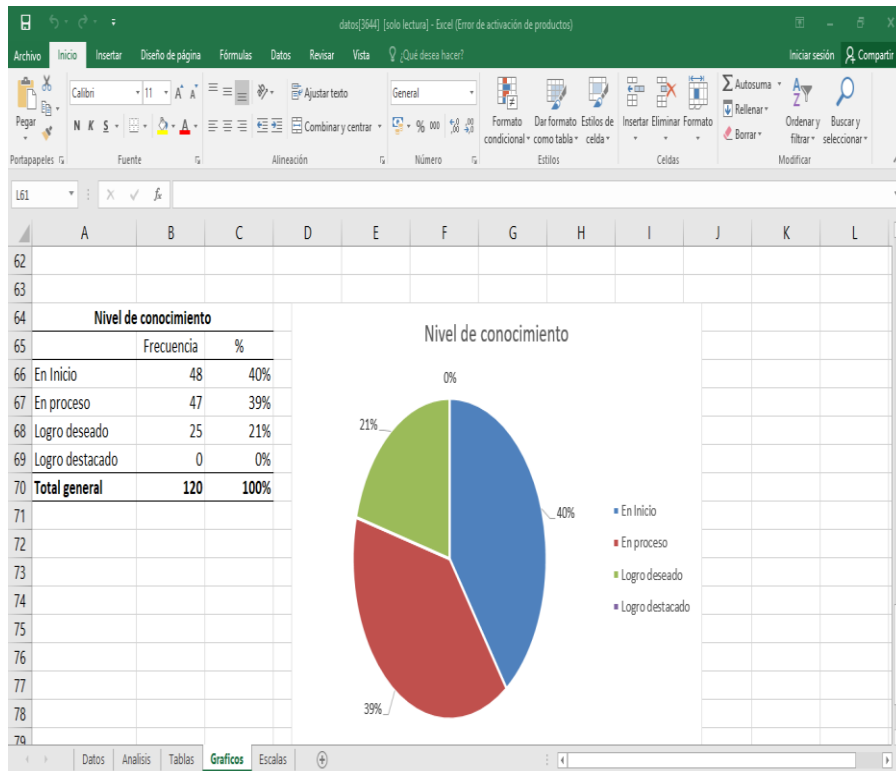 datos[3644] [solo lectura] - Excel (Error de activación de productos)
Archivo Inicio Insertar Diseño de página Fórmulas Datos Revisar Vista ¿Qué desea hacer? Iniciar sesión Compartir
Calibri 11 A A Ajustar texto General Autosuma
Pegar N K S A Combinar y centrar % 000 Formato condicional Dar formato como tabla Estilos de celda Insertar Eliminar Formato Rellenar Borrar Ordenar y filtrar Buscar y seleccionar
Portapapeles Fuente Alineación Número Estilos Celdas Modificar
L61 fx
A B C D E F G H I J K L
62
63
64 Nivel de conocimiento
65 Frecuencia %
66 En Inicio 48 40%
67 En proceso 47 39%
68 Logro deseado 25 21%
69 Logro destacado 0 0%
70 Total general 120 100%
71
72
73
74
75
76
77
78
79
Nivel de conocimiento
0%
21%
40%
39%
En Inicio
En proceso
Logro deseado
Logro destacado
Datos Analisis Tablas Graficos Escalas